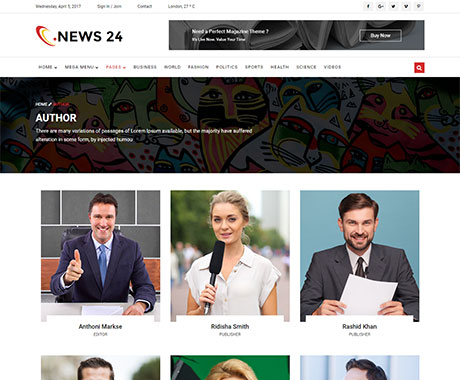 Wednesday, April 5, 2017 Sign in / Join Contact London, 27 º C
NEWS 24
Need a Perfect Magazine Theme ?
It's Live Now. Value Your Time
Buy Now
HOME MEGA MENU PAGES BUSINESS WORLD FASHION POLITICS SPORTS HEALTH SCIENCE VIDEOS
HOME
AUTHOR
There are many variations of passages of Lorem Ipsum available, but the majority have suffered
alteration in some form, by injected humou
Anthoni Markse
EDITOR
Ridisha Smith
PUBLISHER
Rashid Khan
PUBLISHER